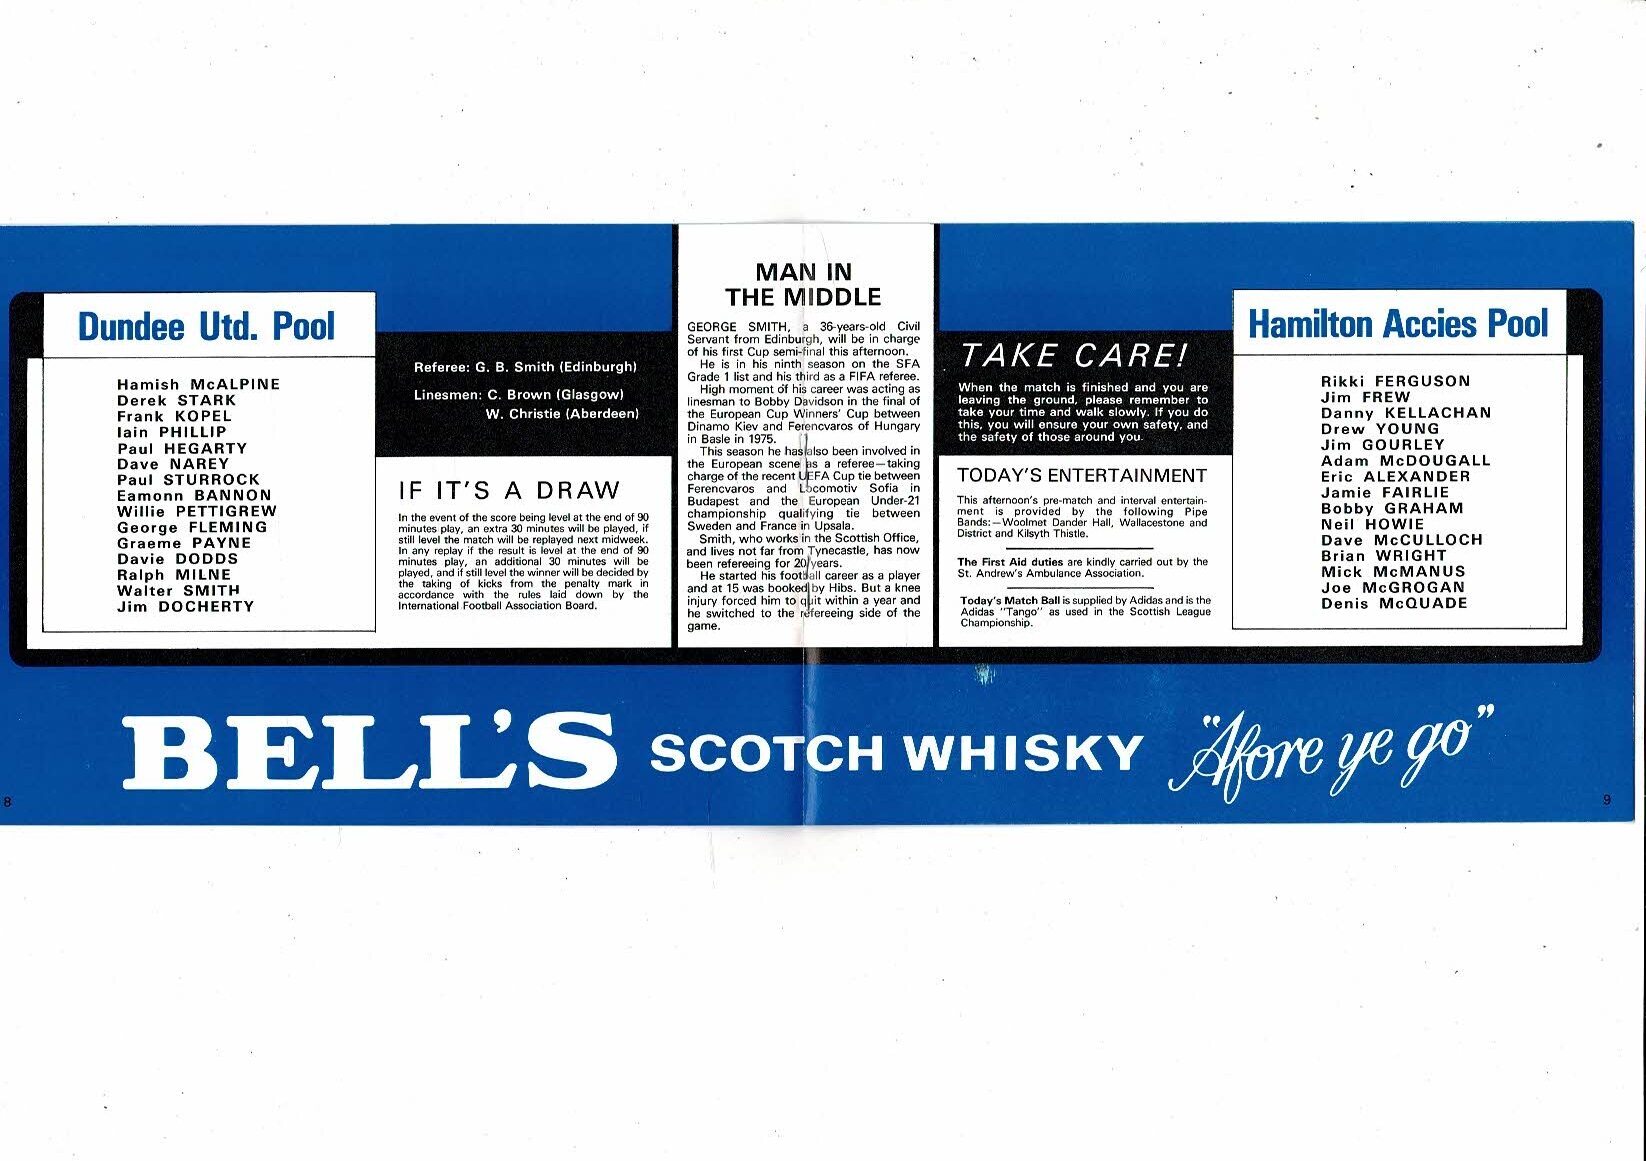 Dundee Utd. Pool
Hamish McALPINE
Derek STARK
Frank KOPEL
Iain PHILLIP
Paul HEGARTY
Dave NAREY
Paul STURROCK
Eamonn BANNON
Willie PETTIGREW
George FLEMING
Graeme PAYNE
Davie DODDS
Ralph MILNE
Walter SMITH
Jim DOCHERTY
Referee: G. B. Smith (Edinburgh)
Linesmen: C. Brown (Glasgow)
W. Christie (Aberdeen)
IF IT'S A DRAW
In the event of the score being level at the end of 90
minutes play, an extra 30 minutes will be played, if
still level the match will be replayed next midweek.
In any replay if the result is level at the end of 90
minutes play, an additional 30 minutes will be
played, and if still level the winner will be decided by
the taking of kicks from the penalty mark in
accordance with the rules laid down by the
International Football Association Board.
MAN IN
THE MIDDLE
GEORGE SMITH, a 36-years-old Civil
Servant from Edinburgh, will be in charge
of his first Cup semi-final this afternoon.
He is in his ninth season on the SFA
Grade 1 list and his third as a FIFA referee.
High moment of his career was acting as
linesman to Bobby Davidson in the final of
the European Cup Winners' Cup between
Dinamo Kiev and Ferencvaros of Hungary
in Basle in 1975.
This season he has also been involved in
the European scene as a referee—taking
charge of the recent UEFA Cup tie between
Ferencvaros and Locomotiv Sofia in
Budapest and the European Under-21
championship qualifying tie between
Sweden and France in Upsala.
Smith, who works in the Scottish Office,
and lives not far from Tynecastle, has now
been refereeing for 20 years.
He started his football career as a player
and at 15 was booked by Hibs. But a knee
injury forced him to quit within a year and
he switched to the refereeing side of the
game.
TAKE CARE!
When the match is finished and you are
leaving the ground, please remember to
take your time and walk slowly. If you do
this, you will ensure your own safety, and
the safety of those around you.
TODAY'S ENTERTAINMENT
This afternoon's pre-match and interval entertain-
ment is provided by the following Pipe
Bands:—Woolmet Dander Hall, Wallacestone and
District and Kilsyth Thistle.
The First Aid duties are kindly carried out by the
St. Andrew's Ambulance Association.
Today's Match Ball is supplied by Adidas and is the
Adidas "Tango" as used in the Scottish League
Championship.
Hamilton Accies Pool
Rikki FERGUSON
Jim FREW
Danny KELLACHAN
Drew YOUNG
Jim GOURLEY
Adam McDOUGALL
Eric ALEXANDER
Jamie FAIRLIE
Bobby GRAHAM
Neil HOWIE
Dave McCULLOCH
Brian WRIGHT
Mick McMANUS
Joe McGROGAN
Denis McQUADE
BELL'S SCOTCH WHISKY "Afore ye go"
8
9